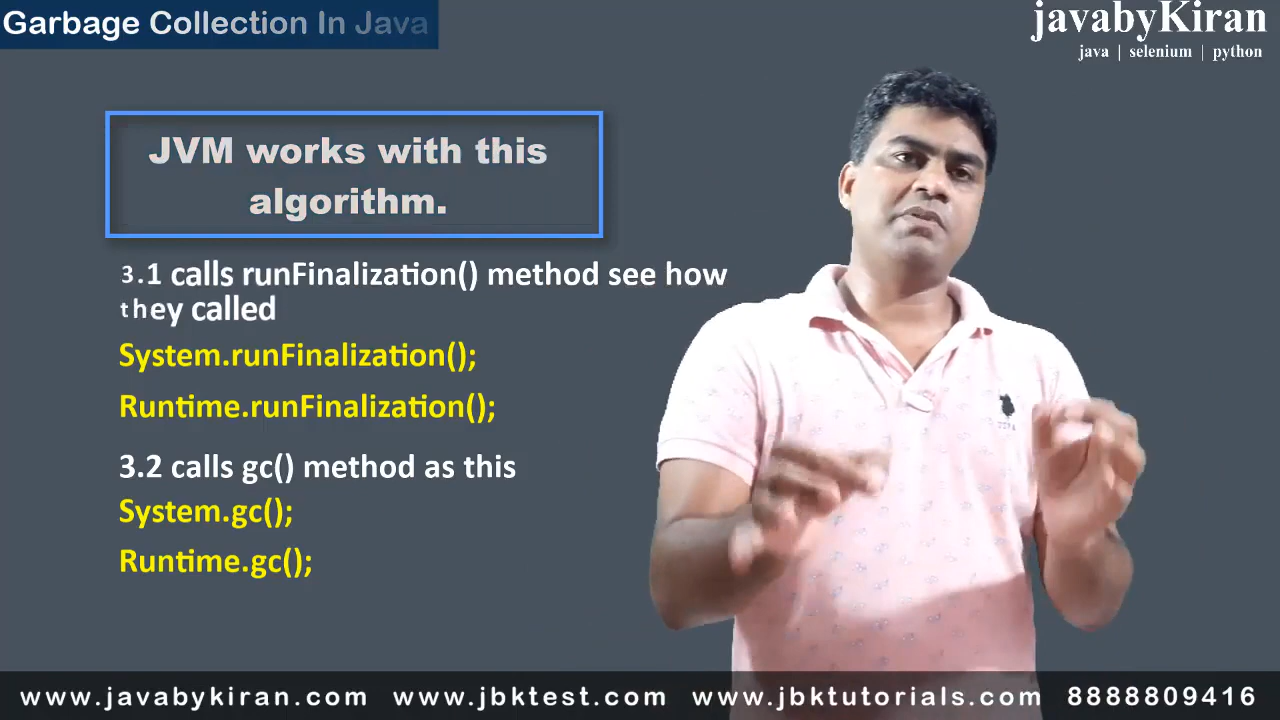 Garbage Collection In Java
javabyKiran
java | selenium | python
JVM works with this
algorithm.
3.1 calls runFinalization() method see how
they called
System.runFinalization();
Runtime.runFinalization();
3.2 calls gc() method as this
System.gc();
Runtime.gc();
www.javabykiran.com www.jbktest.com www.jbktutorials.com 8888809416